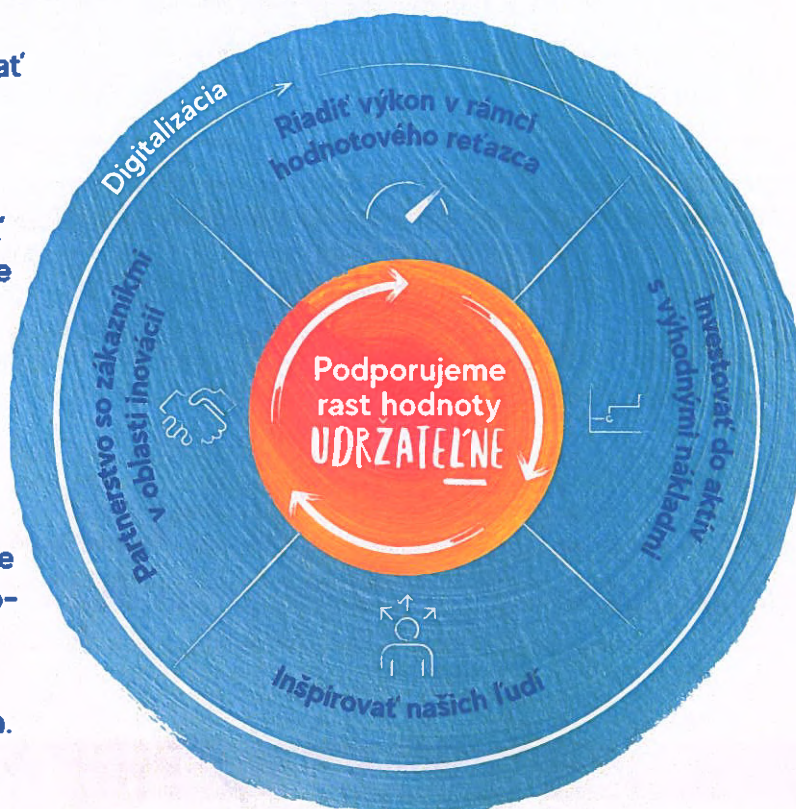 ať
ť
e
e
o-
.
Digitalizácia
Riadiť výkon v rámci
hodnotového reťazca
Investovať do aktív
s výhodnými nákladmi
Inšpirovať našich ľudí
Partnerstvo so zákazníkmi
v oblasti inovácií
Podporujeme
rast hodnoty
UDRŽATEĽNE